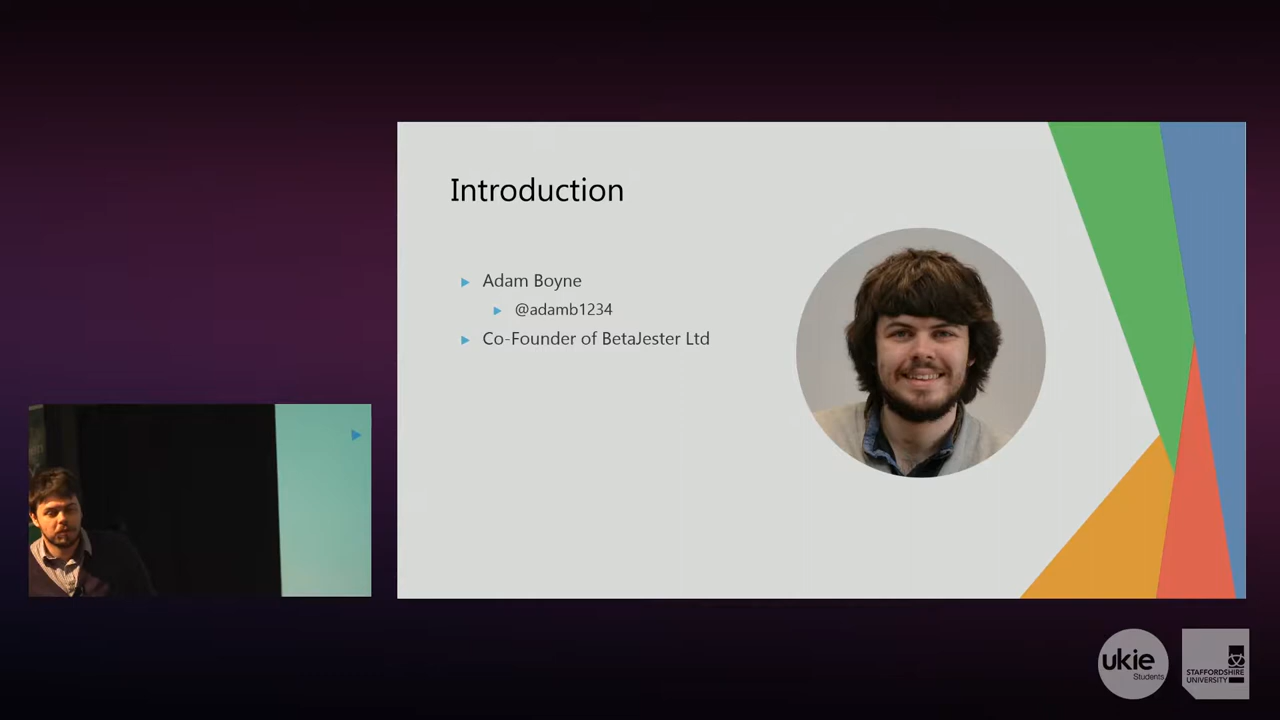 Introduction
Adam Boyne
@adamb1234
Co-Founder of BetaJester Ltd
ukie
Students
STAFFORDSHIRE
UNIVERSITY